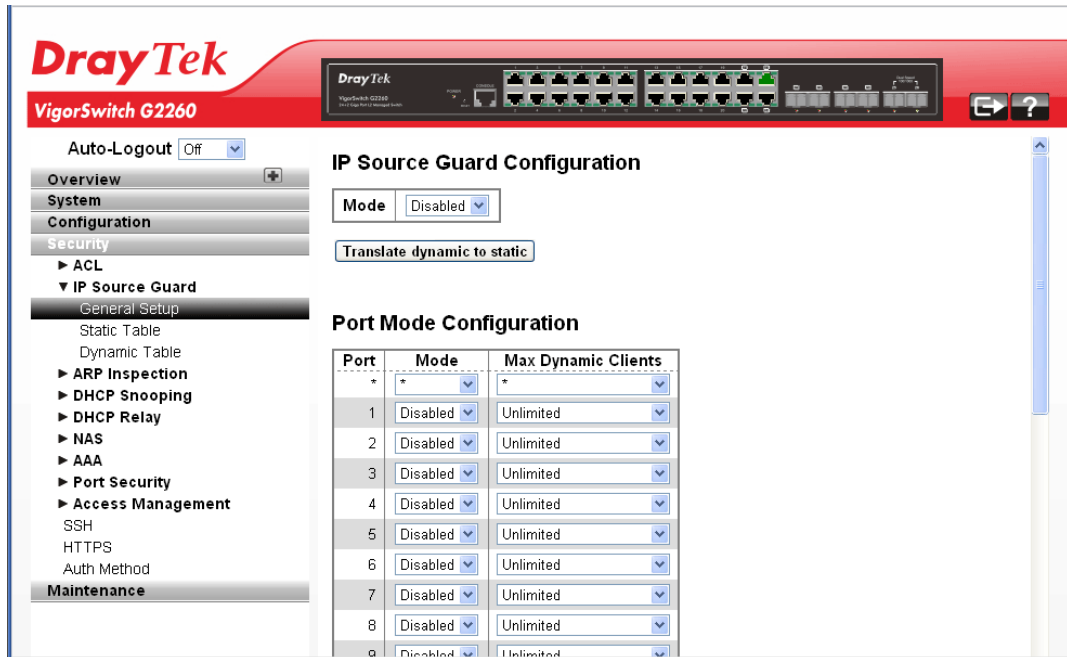 DrayTek
VigorSwitch G2260
DrayTek
VigorSwitch G2260
Auto-Logout Off
Overview
System
Configuration
Security
► ACL
▼ IP Source Guard
General Setup
Static Table
Dynamic Table
► ARP Inspection
► DHCP Snooping
► DHCP Relay
► NAS
► AAA
► Port Security
► Access Management
SSH
HTTPS
Auth Method
Maintenance
IP Source Guard Configuration
Mode Disabled
Translate dynamic to static
Port Mode Configuration
Port Mode Max Dynamic Clients
* * *
1 Disabled Unlimited
2 Disabled Unlimited
3 Disabled Unlimited
4 Disabled Unlimited
5 Disabled Unlimited
6 Disabled Unlimited
7 Disabled Unlimited
8 Disabled Unlimited
9 Disabled Unlimited